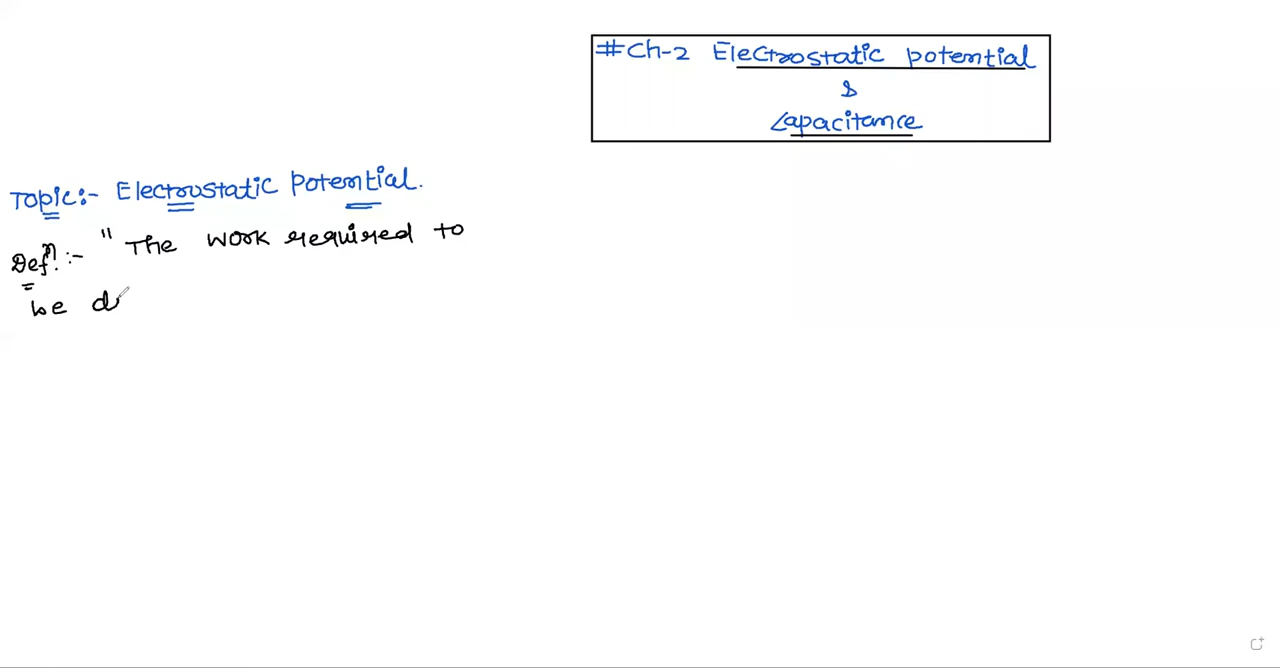 #Ch-2 Electrostatic potential
&
Capacitance
Topic:- Electrostatic Potential.
Defⁿ:- "The work required to
be